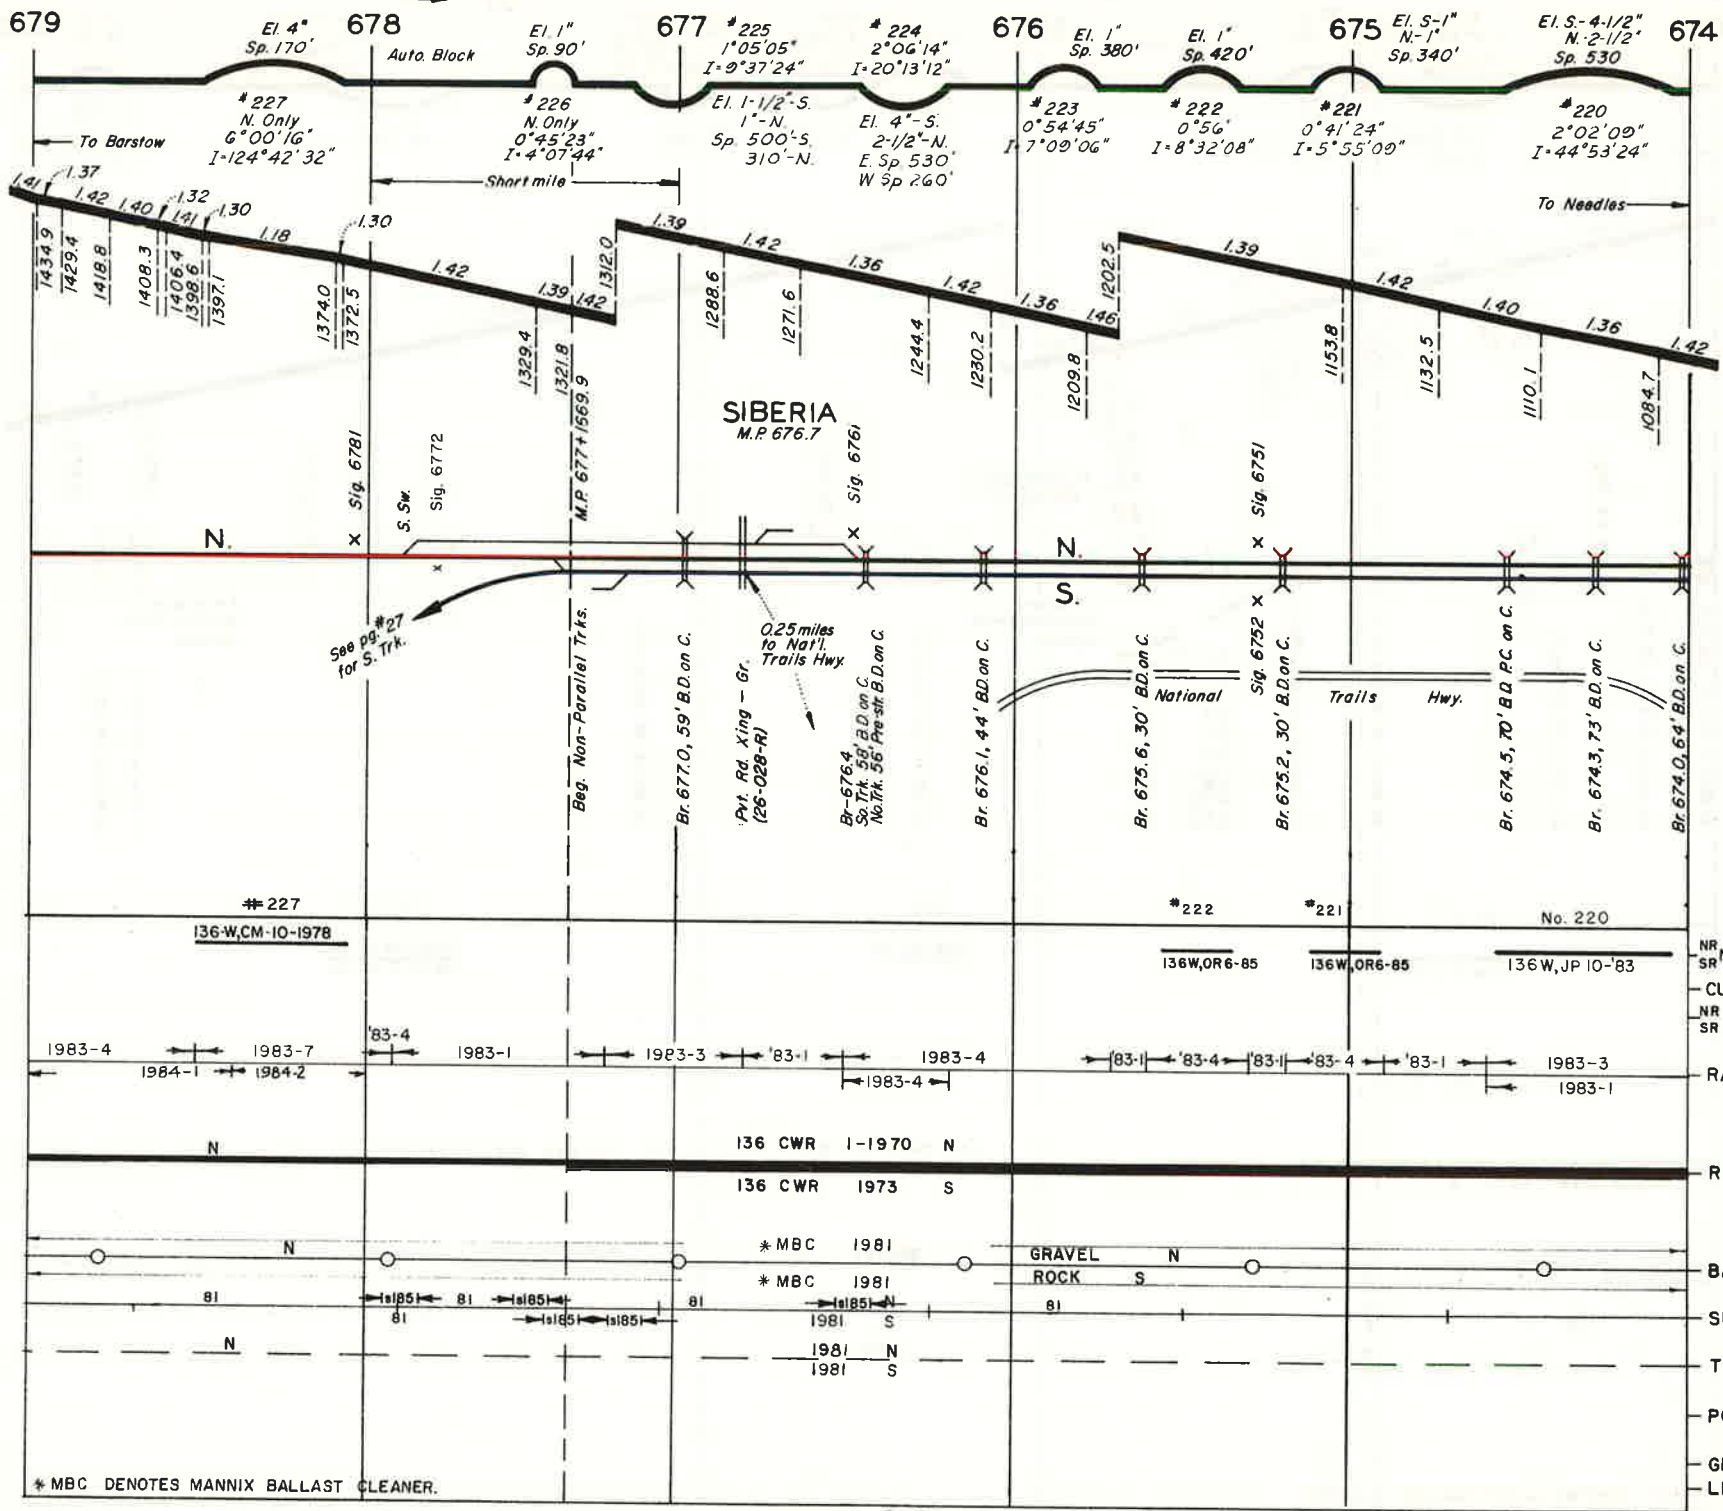 679
678
677
676
675
674
El. 4"
Sp. 170'
Auto. Block
El. 1"
Sp. 90'
#225
1°05'05"
I=9°37'24"
#224
2°06'14"
I=20°13'12"
El. 1"
Sp. 380'
El. 1"
Sp. 420'
El. S-1"
N-1"
Sp. 340'
El. S.-4-1/2"
N.-2-1/2"
Sp. 530
#227
N. Only
6°00'16"
I=124°42'32"
#226
N. Only
0°45'23"
I=4°07'44"
El. 1-1/2"-S.
1"-N.
Sp. 500'-S.
310'-N.
El. 4"-S.
2-1/2"-N.
E. Sp. 530'
W Sp 260'
#223
0°54'45"
I=7°09'06"
#222
0°56'
I=8°32'08"
#221
0°41'24"
I=5°55'09"
#220
2°02'09"
I=44°53'24"
To Barstow
Short mile
To Needles
1.41
1.37
1.42
1.40
1.32
1.41
1.30
1.18
1.30
1.42
1.39
1.42
1.39
1.42
1.36
1.42
1.36
1.46
1.39
1.42
1.40
1.36
1.42
1434.9
1429.4
1418.8
1408.3
1406.4
1398.6
1397.1
1374.0
1372.5
1329.4
1321.8
1312.0
1288.6
1271.6
1244.4
1230.2
1209.8
1202.5
1153.8
1132.5
1110.1
1084.7
M.P. 677+1569.9
SIBERIA
M.P. 676.7
Sig. 6781
S. Sw.
Sig. 6772
X Sig. 6761
X Sig. 6751
N.
N.
S.
See pg. #27
for S. Trk.
Beg. Non-Parallel Trks.
Br. 677.0, 59' B.D. on C.
Pvt. Rd. Xing - Gr.
(26-028-R)
0.25 miles
to Nat'l.
Trails Hwy.
Br-676.4
So. Trk. 58' B.D. on C.
No. Trk. 56' Pre-str. B.D. on C.
Br. 676.1, 44' B.D. on C.
Br. 675.6, 30' B.D. on C.
Sig. 6752 X
Br. 675.2, 30' B.D. on C.
Br. 674.5, 70' B.D. P.C. on C.
Br. 674.3, 73' B.D. on C.
Br. 674.0, 64' B.D. on C.
National Trails Hwy.
#227
#222
#221
No. 220
136-W,CM-10-1978
136W,OR6-85
136W,OR6-85
136W,JP 10-'83
NR
SR
CU
NR
SR
1983-4
1983-7
'83-4
1983-1
1983-3
'83-1
1983-4
'83-1
'83-4
'83-1
'83-4
'83-1
1983-3
1984-1
1984-2
1983-4
1983-1
RA
N
136 CWR 1-1970 N
136 CWR 1973 S
R
N
* MBC 1981
GRAVEL N
* MBC 1981
ROCK S
BA
81
s185
81
s185
81
s185
N
81
81
s185
s185
1981 S
S
N
1981 N
1981 S
T
PO
G
L
* MBC DENOTES MANNIX BALLAST CLEANER.